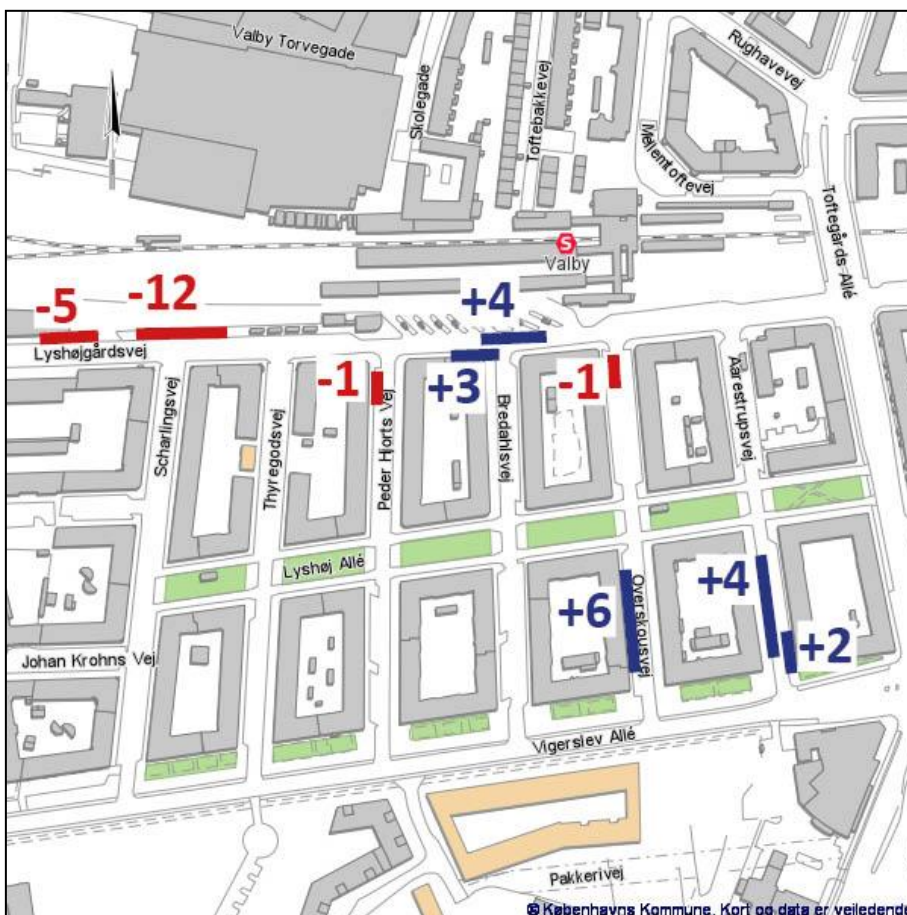 Valby Torvegade
Skolegade
Toftebakkevej
Rughavevej
Mellemtoftevej
Toftegårds Allé
S
Valby
-5
-12
+4
Lyshøjgårdsvej
-1
+3
-1
Scharlingsvej
Thyregodsvej
Peder Hjorts Vej
Bredahlsvej
Aarestrupsvej
Lyshøj Allé
+6
Overskousvej
+4
+2
Johan Krohns Vej
Vigerslev Allé
Pakkerivej
© Københavns Kommune. Kort og data er vejledende